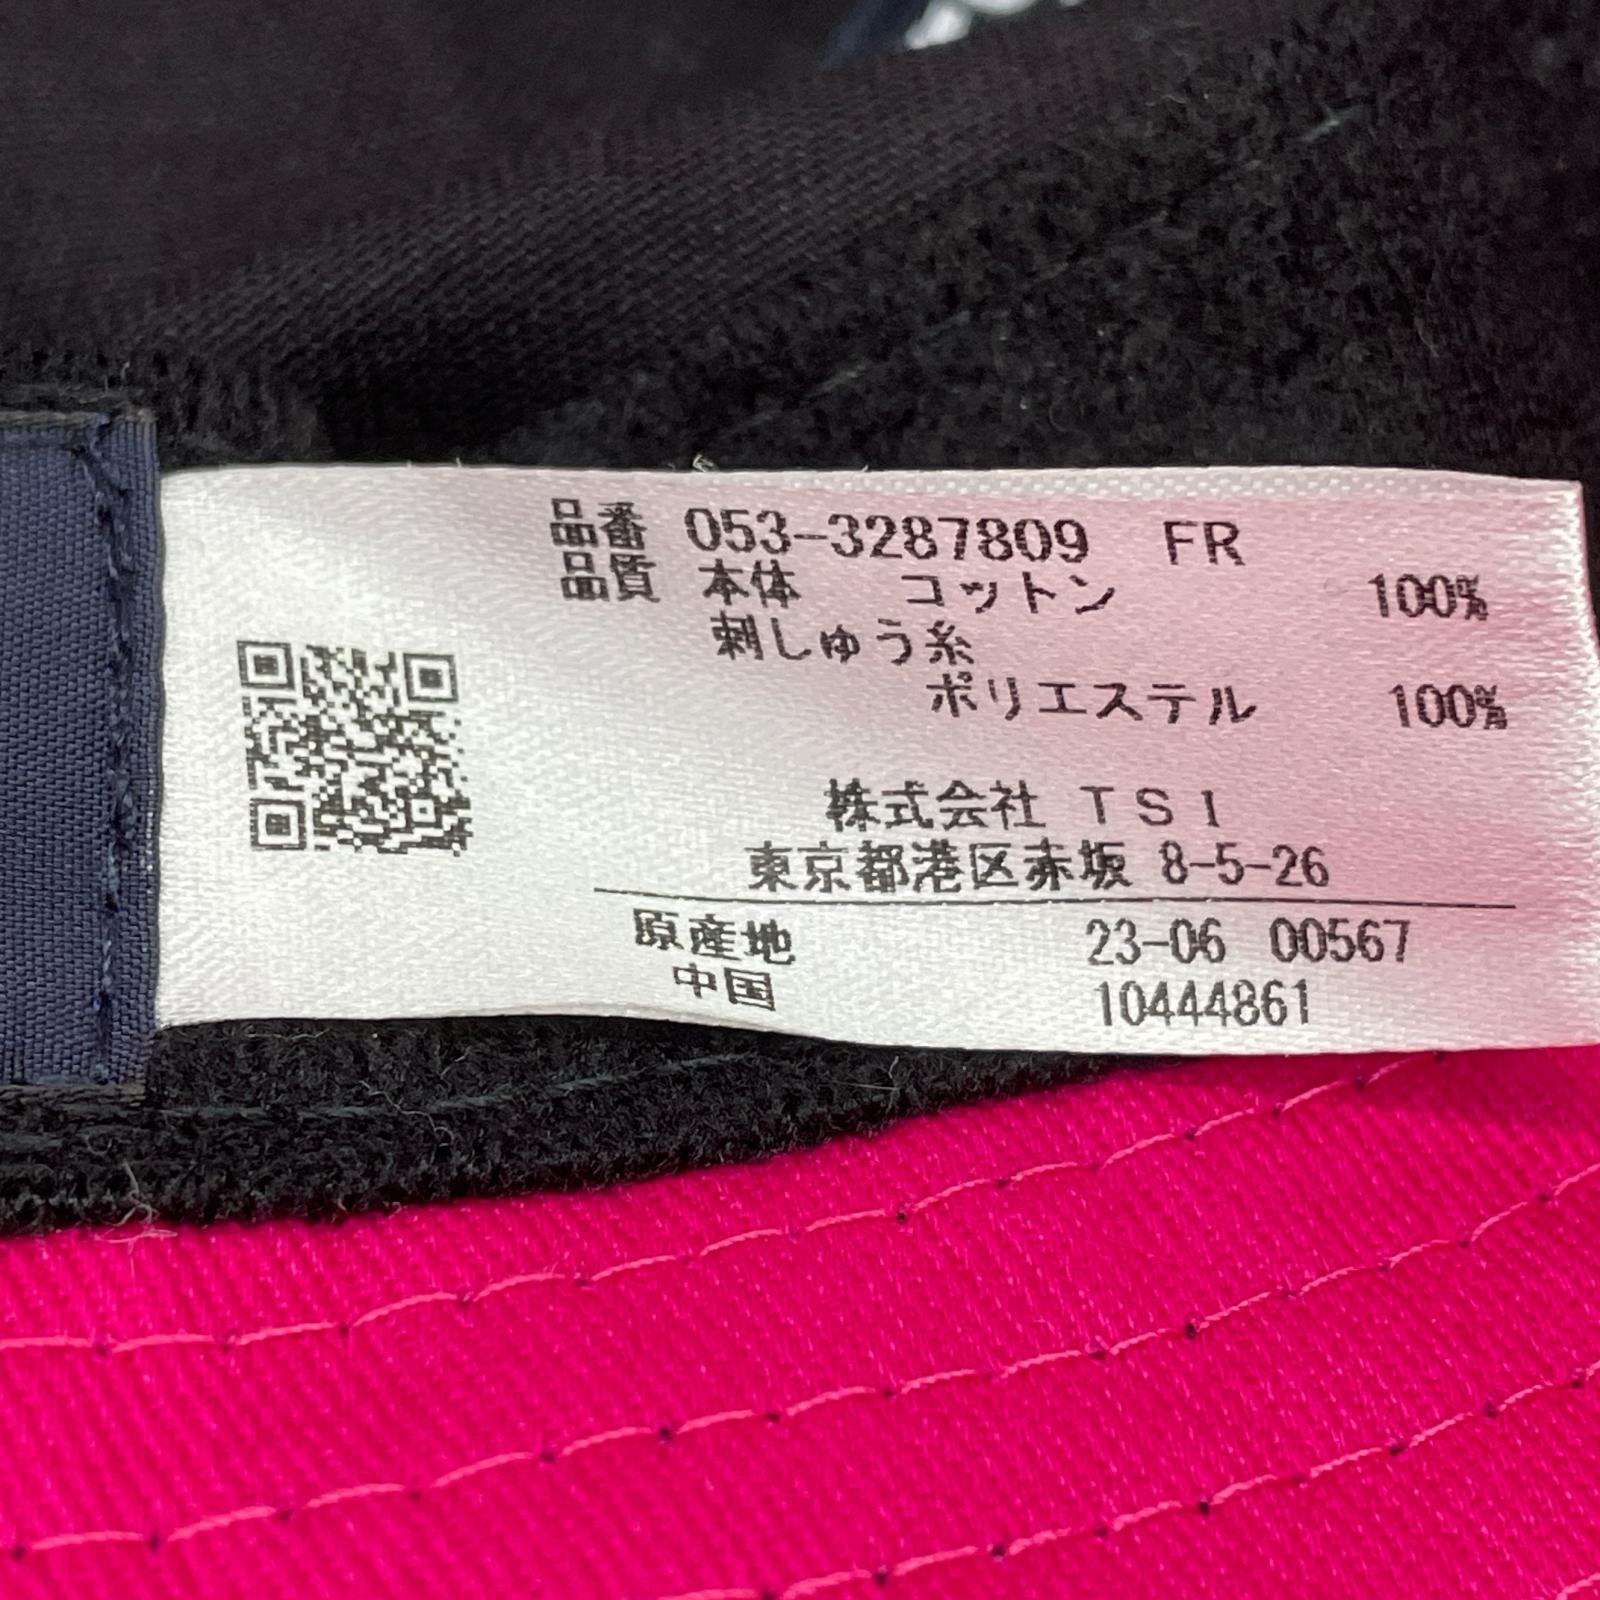 品番 053-3287809 FR
品質 本体 コットン 100%
刺しゅう糸
ポリエステル 100%
株式会社 TSI
東京都港区赤坂 8-5-26
原産地 23-06 00567
中国 10444861